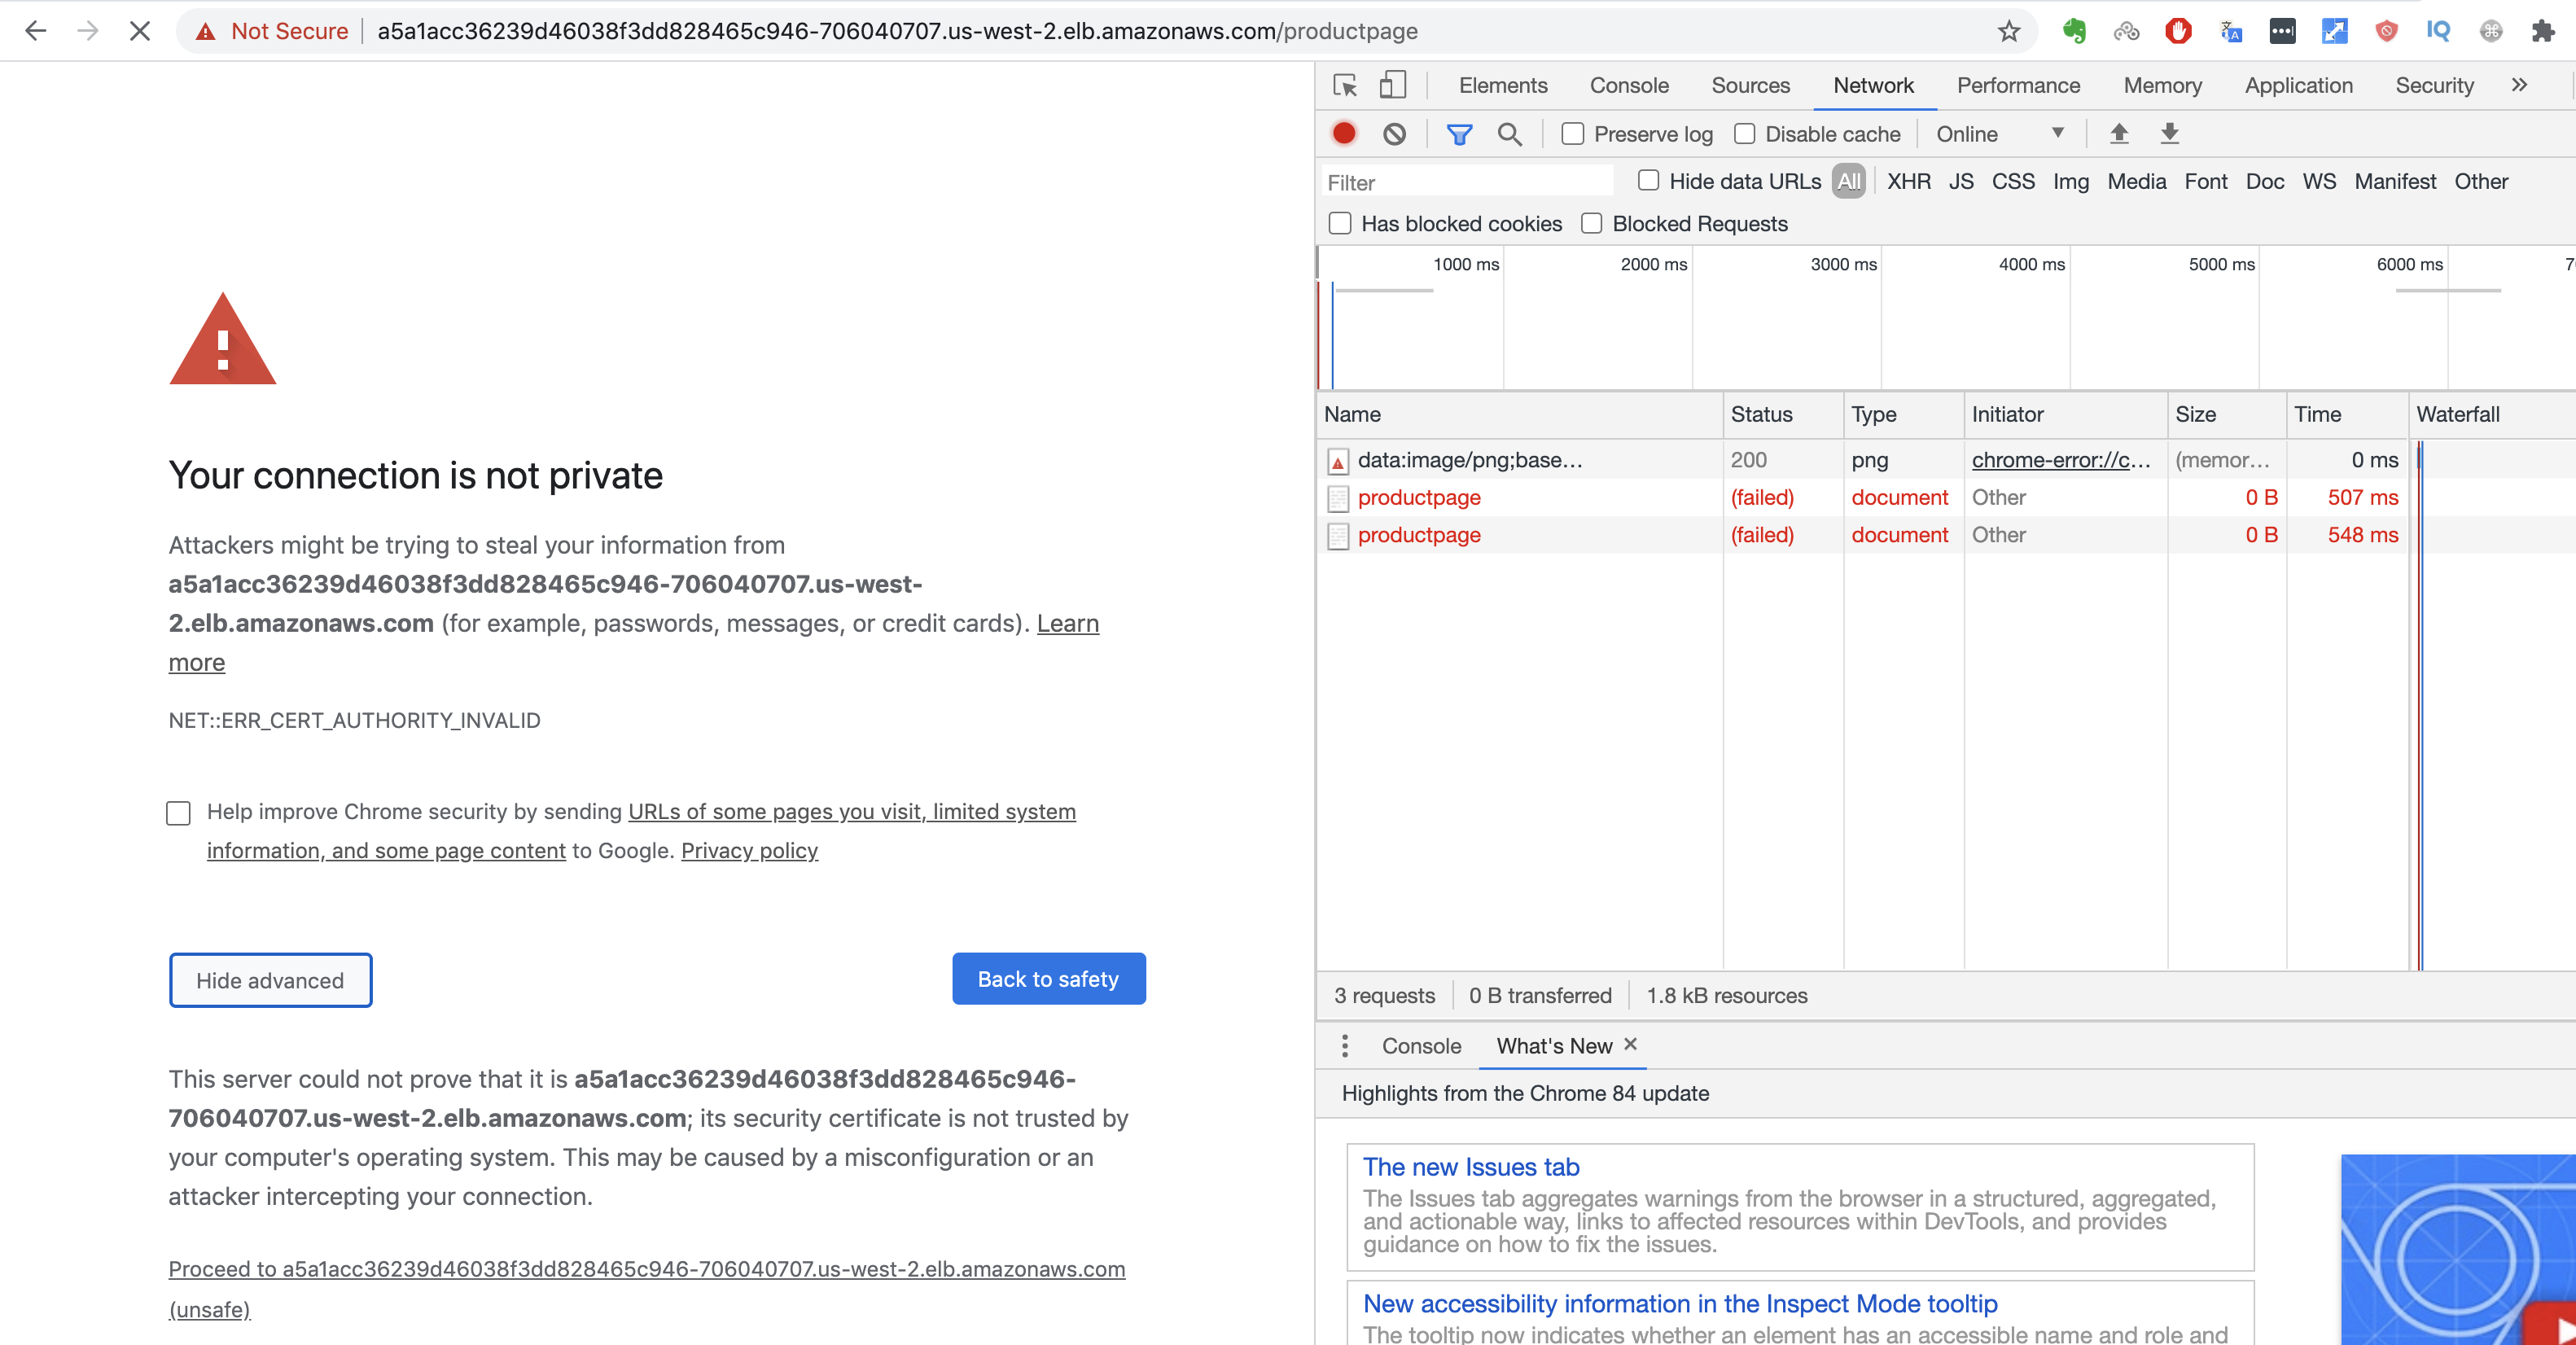 Not Secure a5a1acc36239d46038f3dd828465c946-706040707.us-west-2.elb.amazonaws.com/productpage
IQ
Your connection is not private
Attackers might be trying to steal your information from
a5a1acc36239d46038f3dd828465c946-706040707.us-west-
2.elb.amazonaws.com (for example, passwords, messages, or credit cards). Learn
more
NET::ERR_CERT_AUTHORITY_INVALID
Help improve Chrome security by sending URLs of some pages you visit, limited system
information, and some page content to Google. Privacy policy
Hide advanced Back to safety
This server could not prove that it is a5a1acc36239d46038f3dd828465c946-
706040707.us-west-2.elb.amazonaws.com; its security certificate is not trusted by
your computer's operating system. This may be caused by a misconfiguration or an
attacker intercepting your connection.
Proceed to a5a1acc36239d46038f3dd828465c946-706040707.us-west-2.elb.amazonaws.com
(unsafe)
Elements Console Sources Network Performance Memory Application Security »
Preserve log Disable cache Online
Filter Hide data URLs All XHR JS CSS Img Media Font Doc WS Manifest Other
Has blocked cookies Blocked Requests
1000 ms 2000 ms 3000 ms 4000 ms 5000 ms 6000 ms 7
Name Status Type Initiator Size Time Waterfall
data:image/png;base… 200 png chrome-error://c… (memor… 0 ms
productpage (failed) document Other 0 B 507 ms
productpage (failed) document Other 0 B 548 ms
3 requests 0 B transferred 1.8 kB resources
Console What's New ×
Highlights from the Chrome 84 update
The new Issues tab
The Issues tab aggregates warnings from the browser in a structured, aggregated,
and actionable way, links to affected resources within DevTools, and provides
guidance on how to fix the issues.
New accessibility information in the Inspect Mode tooltip
The tooltip now indicates whether an element has an accessible name and role and